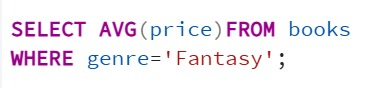 SELECT AVG(price)FROM books
WHERE genre='Fantasy';